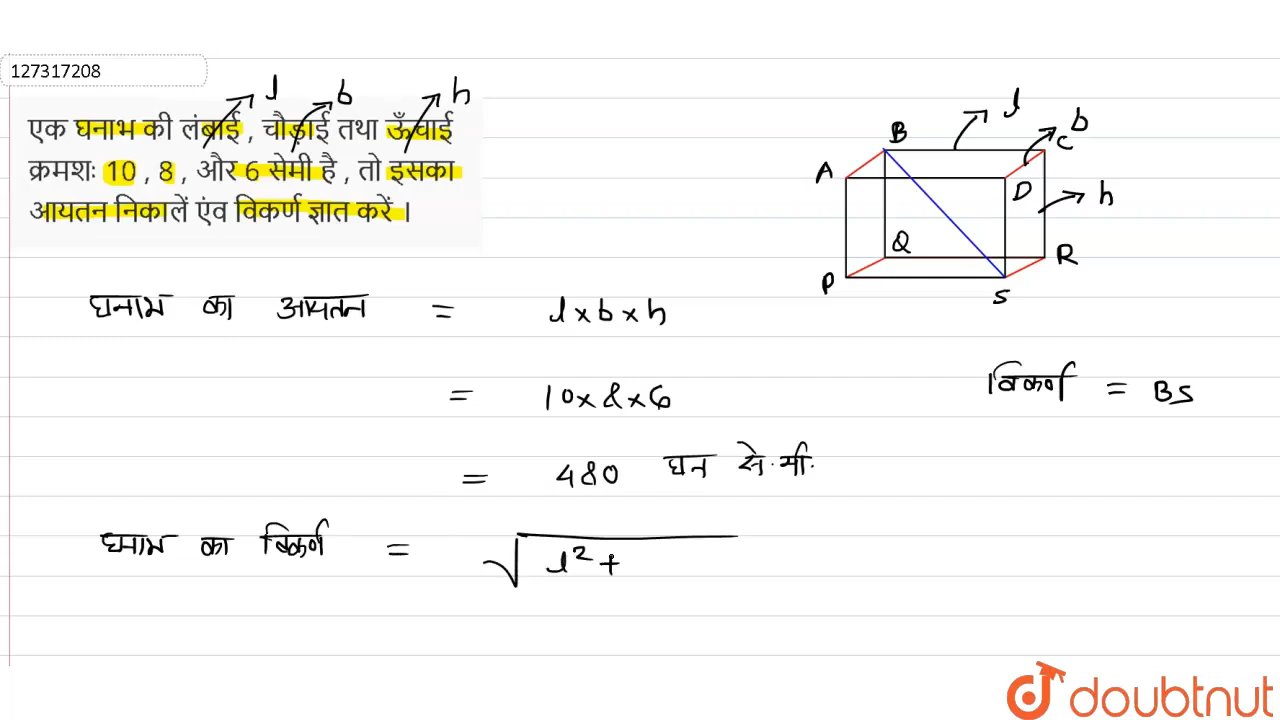 127317208
l b h
एक घनाभ की लंबाई , चौड़ाई तथा ऊँचाई
क्रमशः 10 , 8 , और 6 सेमी है , तो इसका
आयतन निकालें एंव विकर्ण ज्ञात करें ।
l
b
B C
A D h
Q R
P S
घनाभ का आयतन = l x b x h
= 10 x 8 x 6
विकर्ण = BS
= 480 घन से. मी.
घनाभ का विकर्ण = √ l² +
doubtnut